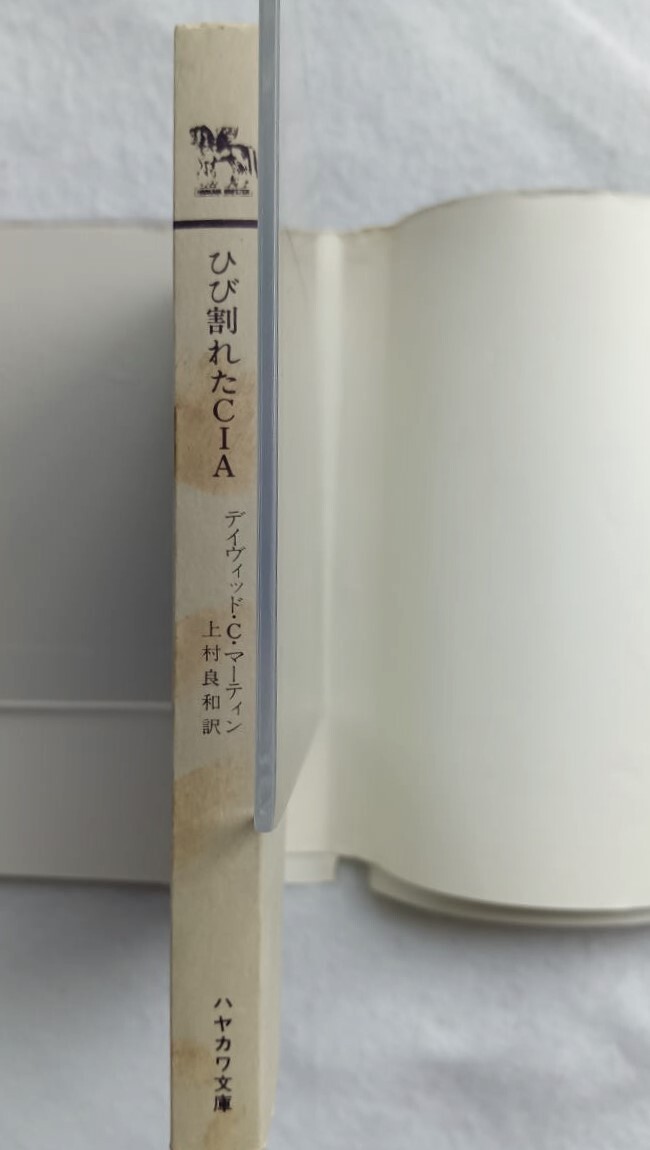 ひび割れたCIA
デイヴィッド・C・マーティン
上村良和訳
ハヤカワ文庫